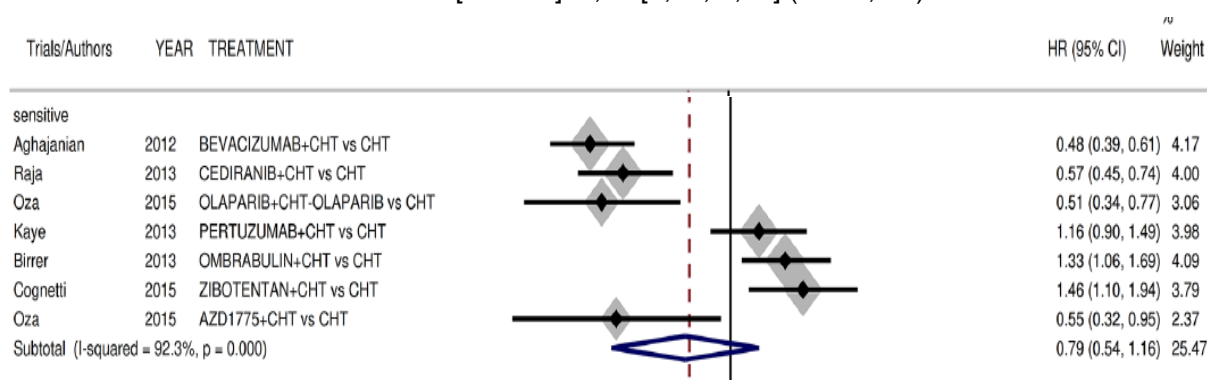 Trials/Authors YEAR TREATMENT HR (95% CI) Weight
sensitive
Aghajanian 2012 BEVACIZUMAB+CHT vs CHT 0.48 (0.39, 0.61) 4.17
Raja 2013 CEDIRANIB+CHT vs CHT 0.57 (0.45, 0.74) 4.00
Oza 2015 OLAPARIB+CHT-OLAPARIB vs CHT 0.51 (0.34, 0.77) 3.06
Kaye 2013 PERTUZUMAB+CHT vs CHT 1.16 (0.90, 1.49) 3.98
Birrer 2013 OMBRABULIN+CHT vs CHT 1.33 (1.06, 1.69) 4.09
Cognetti 2015 ZIBOTENTAN+CHT vs CHT 1.46 (1.10, 1.94) 3.79
Oza 2015 AZD1775+CHT vs CHT 0.55 (0.32, 0.95) 2.37
Subtotal (I-squared = 92.3%, p = 0.000) 0.79 (0.54, 1.16) 25.47